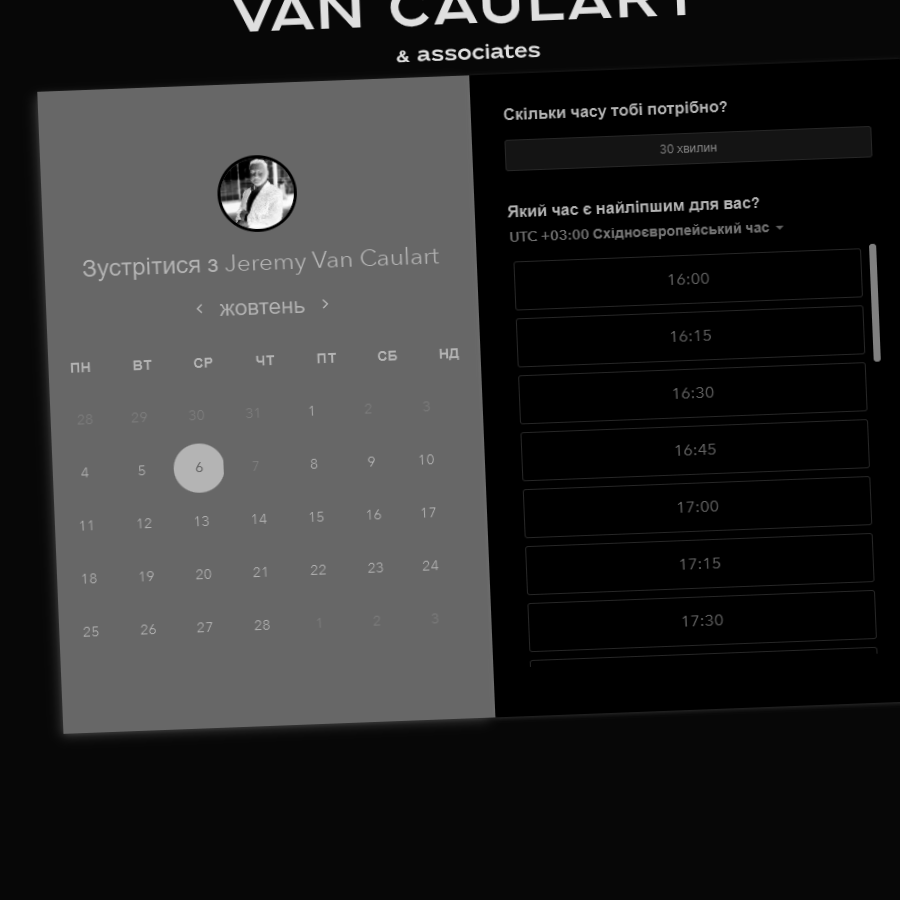 VAN CAULART
& associates
Зустрітися з Jeremy Van Caulart
жовтень
ПН ВТ СР ЧТ ПТ СБ НД
28 29 30 31 1 2 3
4 5 6 7 8 9 10
11 12 13 14 15 16 17
18 19 20 21 22 23 24
25 26 27 28 1 2 3
Скільки часу тобі потрібно?
30 хвилин
Який час є найліпшим для вас?
UTC +03:00 Східноєвропейський час
16:00
16:15
16:30
16:45
17:00
17:15
17:30